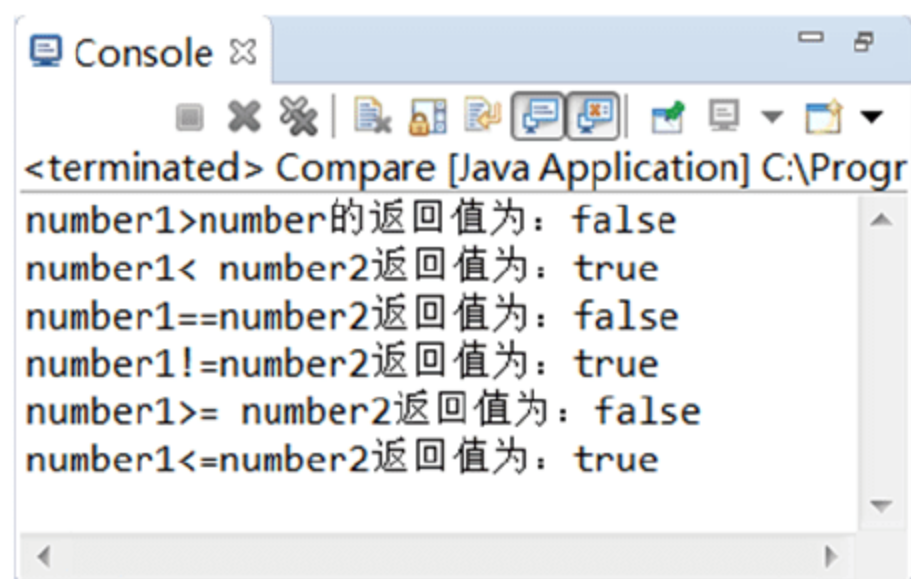 Console
<terminated> Compare [Java Application] C:\Progr
number1>number的返回值为：false
number1< number2返回值为：true
number1==number2返回值为：false
number1!=number2返回值为：true
number1>= number2返回值为：false
number1<=number2返回值为：true